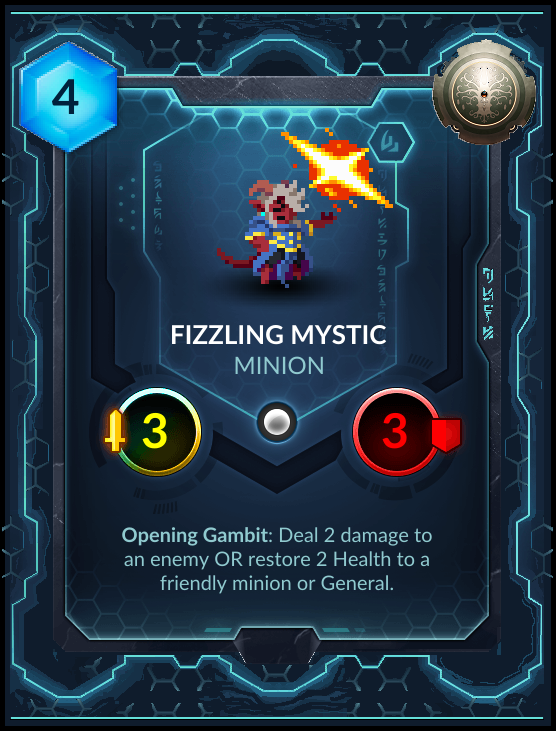 4
FIZZLING MYSTIC
MINION
3 3
Opening Gambit: Deal 2 damage to
an enemy OR restore 2 Health to a
friendly minion or General.